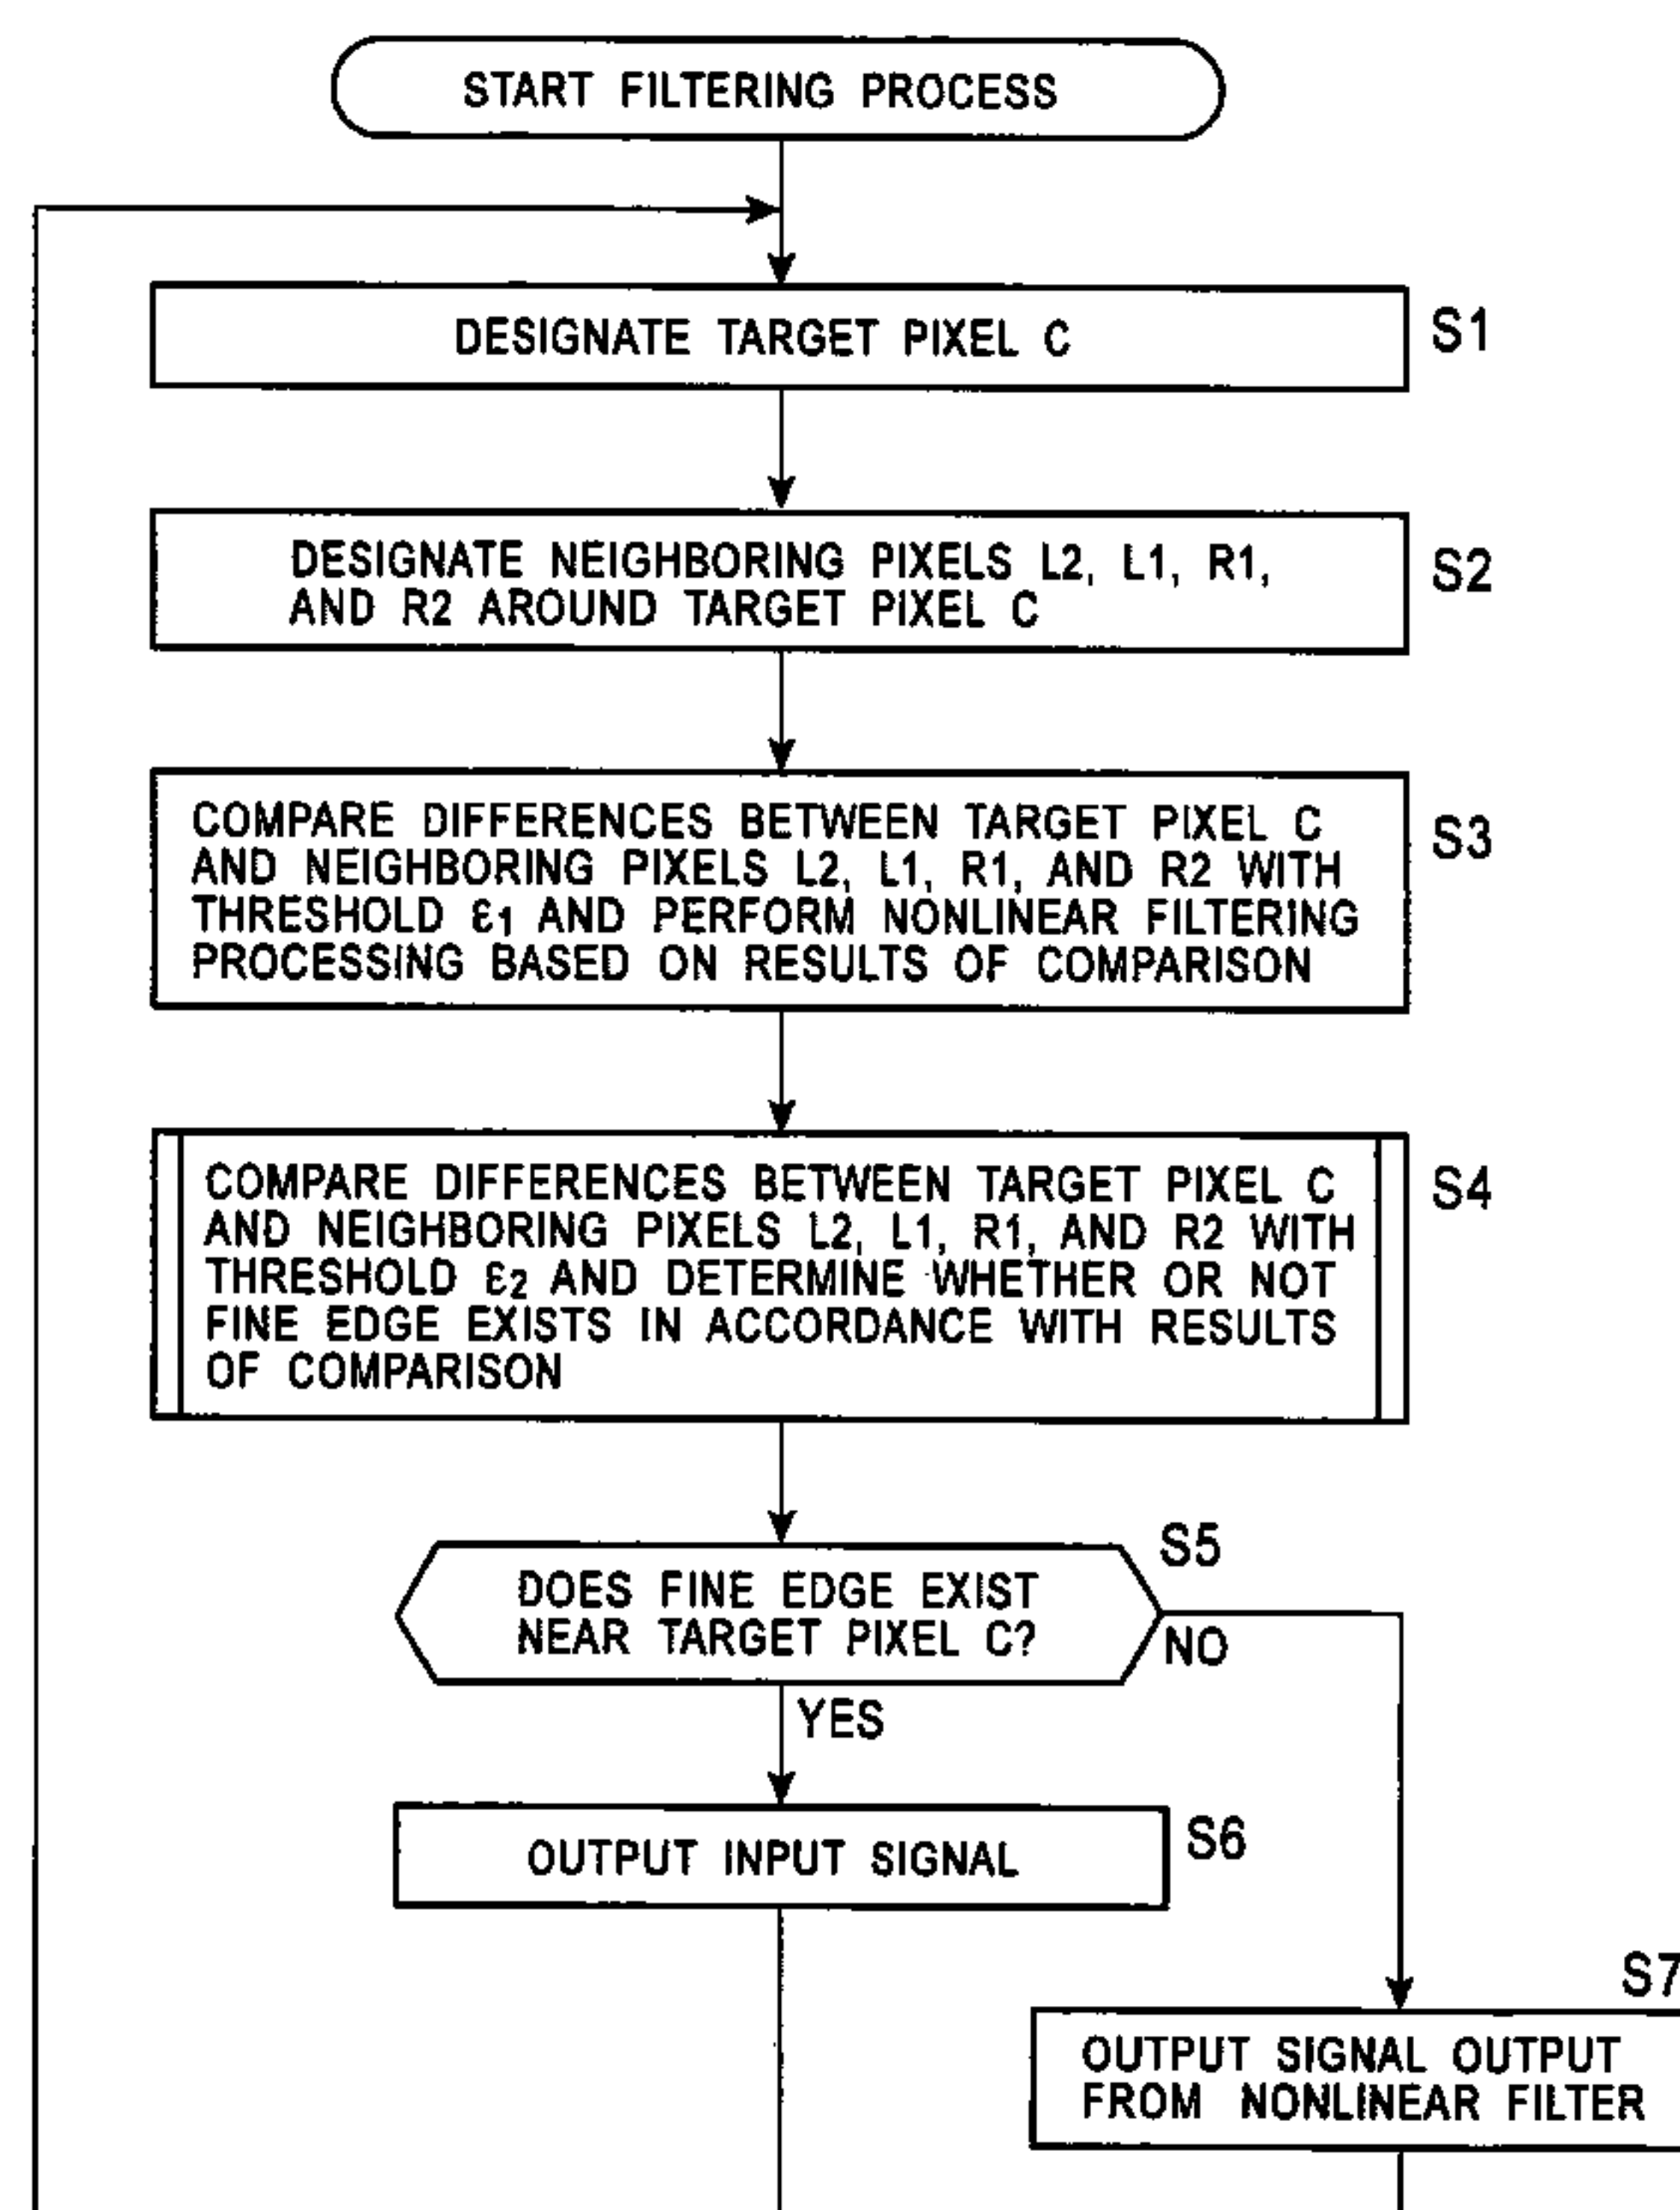 START FILTERING PROCESS
DESIGNATE TARGET PIXEL C
S1
DESIGNATE NEIGHBORING PIXELS L2, L1, R1,
AND R2 AROUND TARGET PIXEL C
S2
COMPARE DIFFERENCES BETWEEN TARGET PIXEL C
AND NEIGHBORING PIXELS L2, L1, R1, AND R2 WITH
THRESHOLD ε1 AND PERFORM NONLINEAR FILTERING
PROCESSING BASED ON RESULTS OF COMPARISON
S3
COMPARE DIFFERENCES BETWEEN TARGET PIXEL C
AND NEIGHBORING PIXELS L2, L1, R1, AND R2 WITH
THRESHOLD ε2 AND DETERMINE WHETHER OR NOT
FINE EDGE EXISTS IN ACCORDANCE WITH RESULTS
OF COMPARISON
S4
DOES FINE EDGE EXIST
NEAR TARGET PIXEL C?
S5
NO
YES
OUTPUT INPUT SIGNAL
S6
S7
OUTPUT SIGNAL OUTPUT
FROM NONLINEAR FILTER